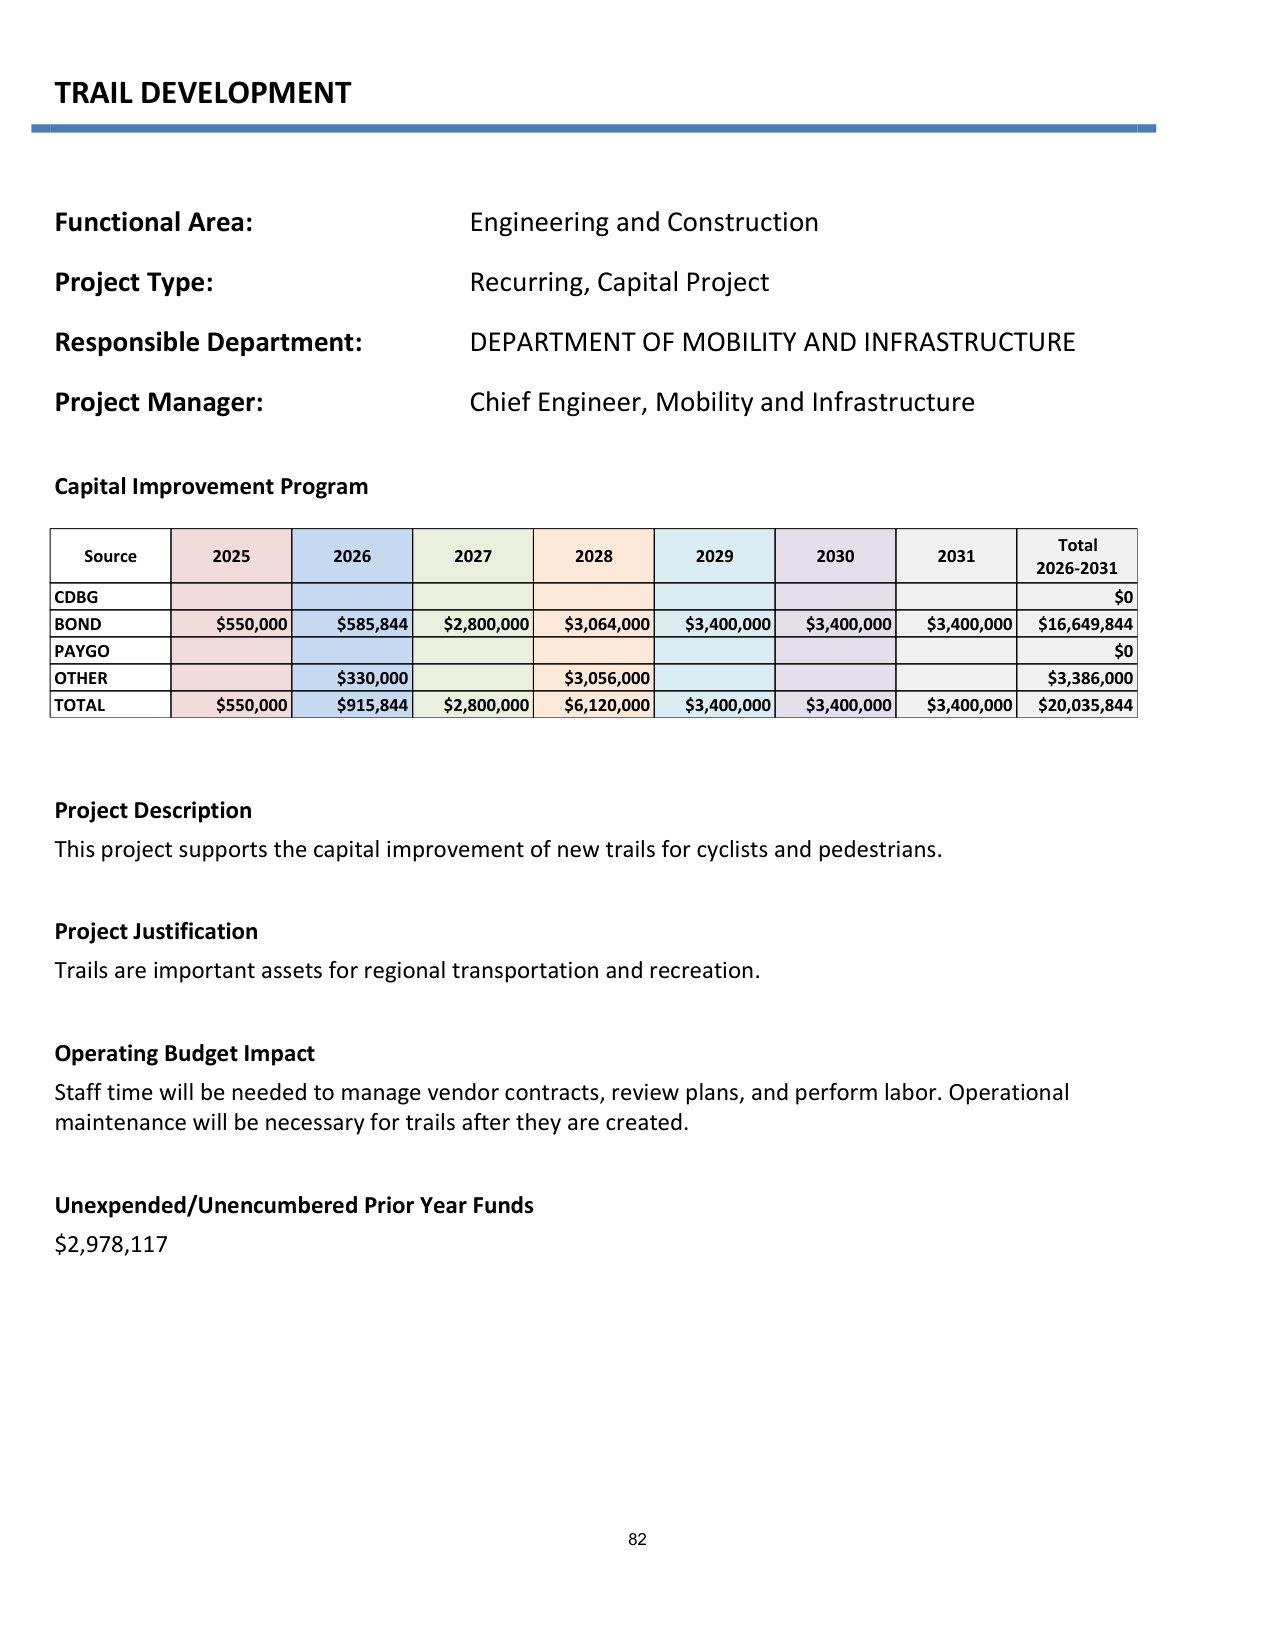 TRAIL DEVELOPMENT
Functional Area: Engineering and Construction
Project Type: Recurring, Capital Project
Responsible Department: DEPARTMENT OF MOBILITY AND INFRASTRUCTURE
Project Manager: Chief Engineer, Mobility and Infrastructure
Capital Improvement Program
Source 2025 2026 2027 2028 2029 2030 2031 Total 2026-2031
CDBG $0
BOND $550,000 $585,844 $2,800,000 $3,064,000 $3,400,000 $3,400,000 $3,400,000 $16,649,844
PAYGO $0
OTHER $330,000 $3,056,000 $3,386,000
TOTAL $550,000 $915,844 $2,800,000 $6,120,000 $3,400,000 $3,400,000 $3,400,000 $20,035,844
Project Description
This project supports the capital improvement of new trails for cyclists and pedestrians.
Project Justification
Trails are important assets for regional transportation and recreation.
Operating Budget Impact
Staff time will be needed to manage vendor contracts, review plans, and perform labor. Operational
maintenance will be necessary for trails after they are created.
Unexpended/Unencumbered Prior Year Funds
$2,978,117
82